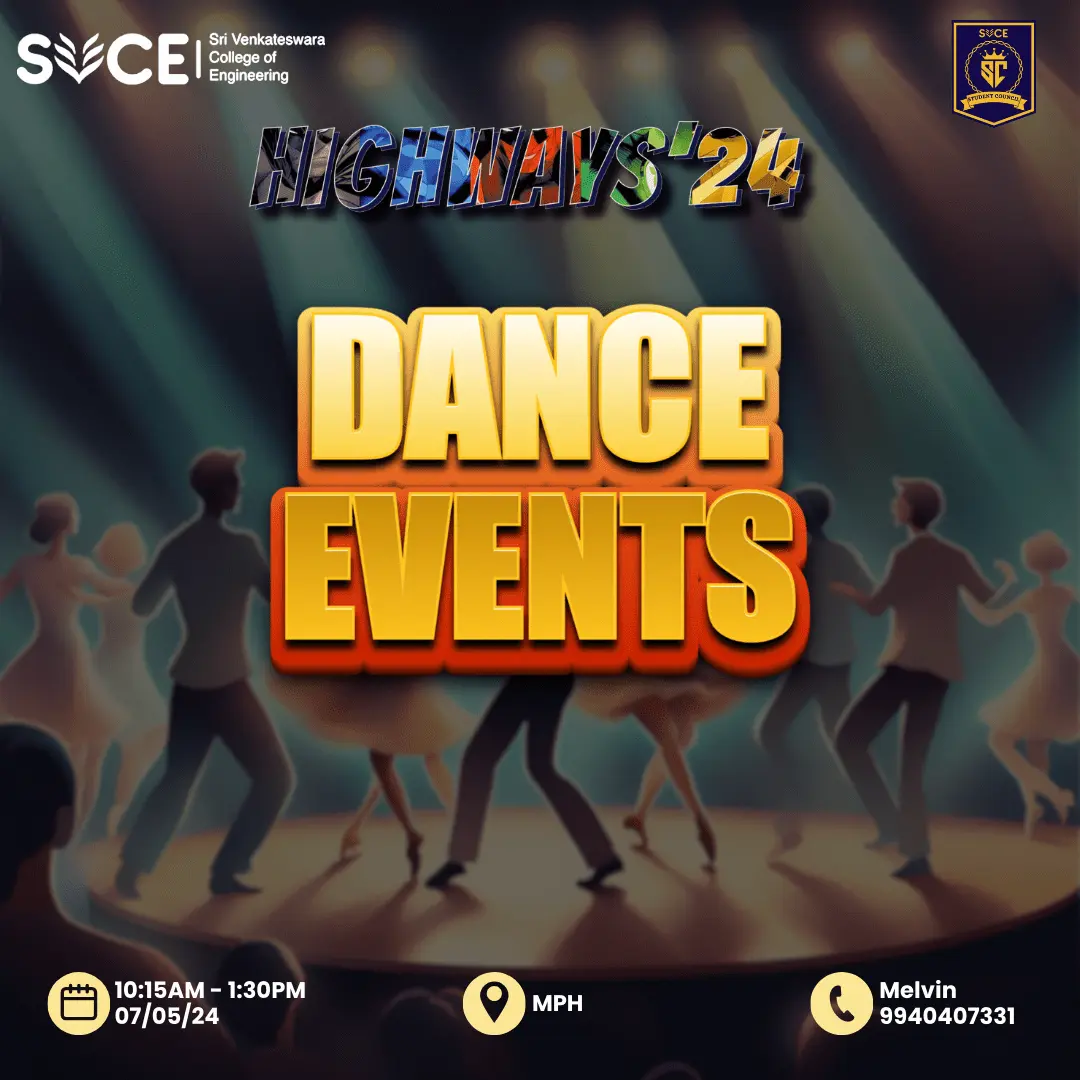 SVCE
Sri Venkateswara
College of
Engineering
SVCE
SC
STUDENT COUNCIL
HIGHWAYS'24
DANCE
EVENTS
10:15AM - 1:30PM
07/05/24
MPH
Melvin
9940407331